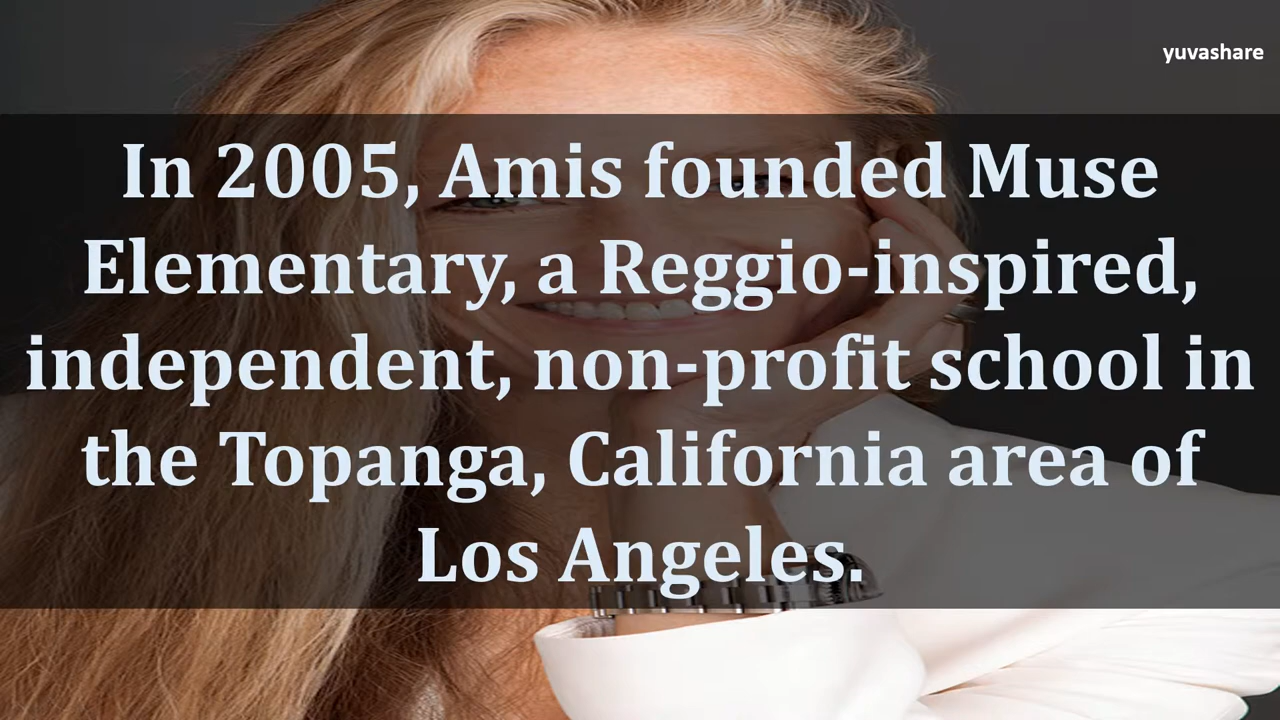 yuvashare
In 2005, Amis founded Muse
Elementary, a Reggio-inspired,
independent, non-profit school in
the Topanga, California area of
Los Angeles.